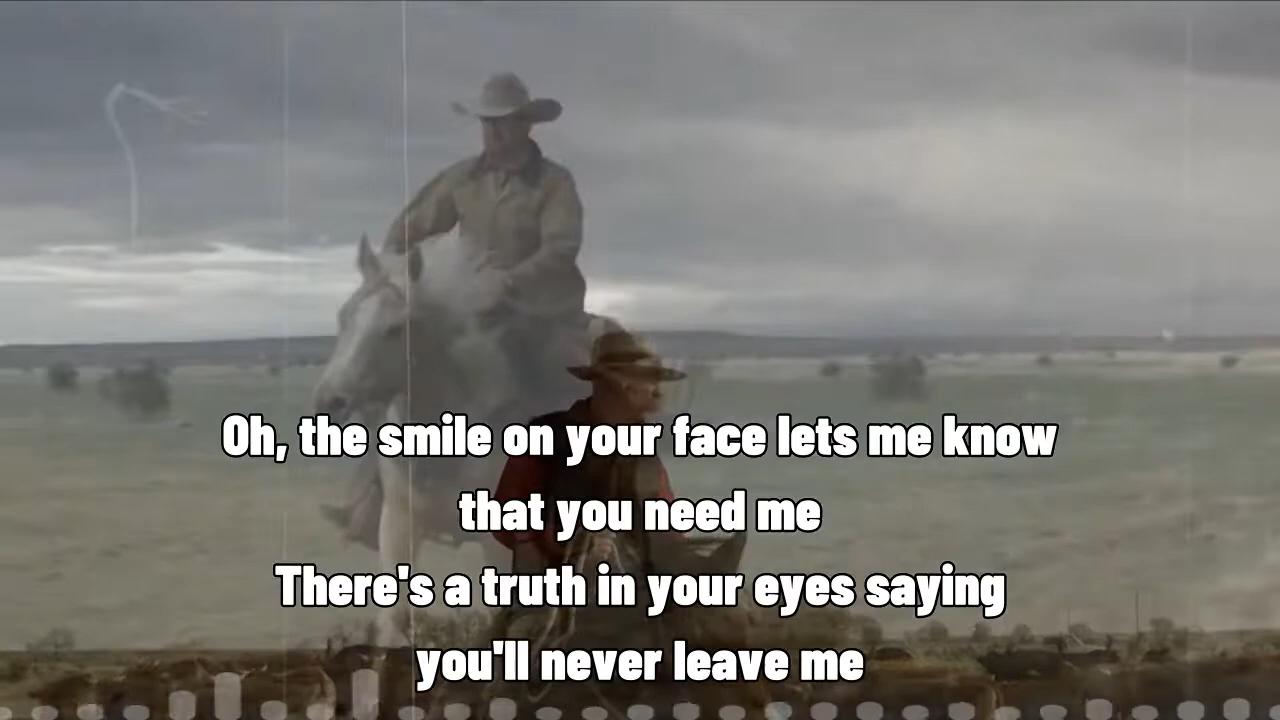 Oh, the smile on your face lets me know
that you need me
There's a truth in your eyes saying
you'll never leave me